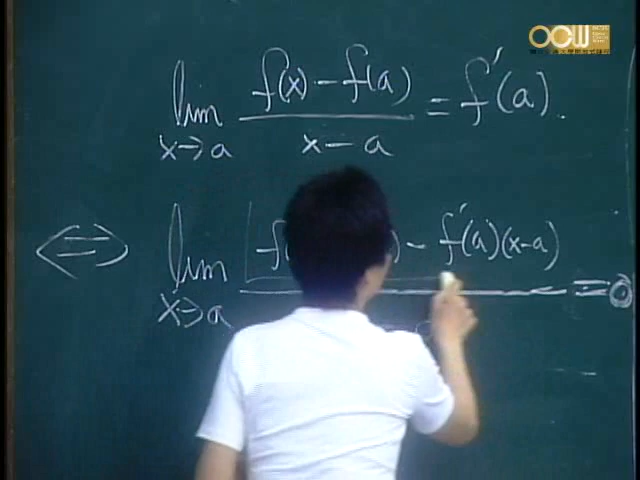 OCW
lim f(x) - f(a) / x - a = f'(a).
x→a
⇔ lim f( ) - f'(a)(x-a) = 0
x→a